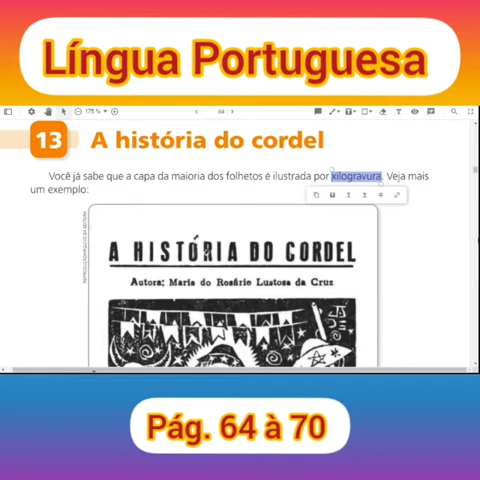 Língua Portuguesa
175 %
64
13 A história do cordel
Você já sabe que a capa da maioria dos folhetos é ilustrada por xilogravura. Veja mais
um exemplo:
A HISTÓRIA DO CORDEL
Autora: Maria do Rosário Lustosa da Cruz
Pág. 64 à 70